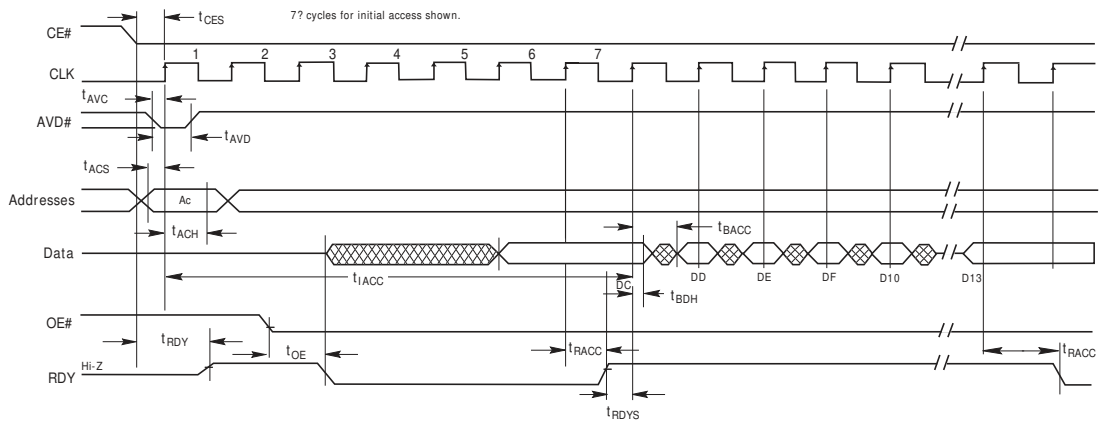 7? cycles for initial access shown.
tCES
CE#
1 2 3 4 5 6 7
CLK
tAVC
AVD#
tAVD
tACS
Addresses
Ac
tACH
tBACC
Data
tIACC
DC
DD
DE
DF
D10
D13
tBDH
OE#
tRDY
tOE
tRACC
tRACC
Hi-Z
RDY
tRDYS